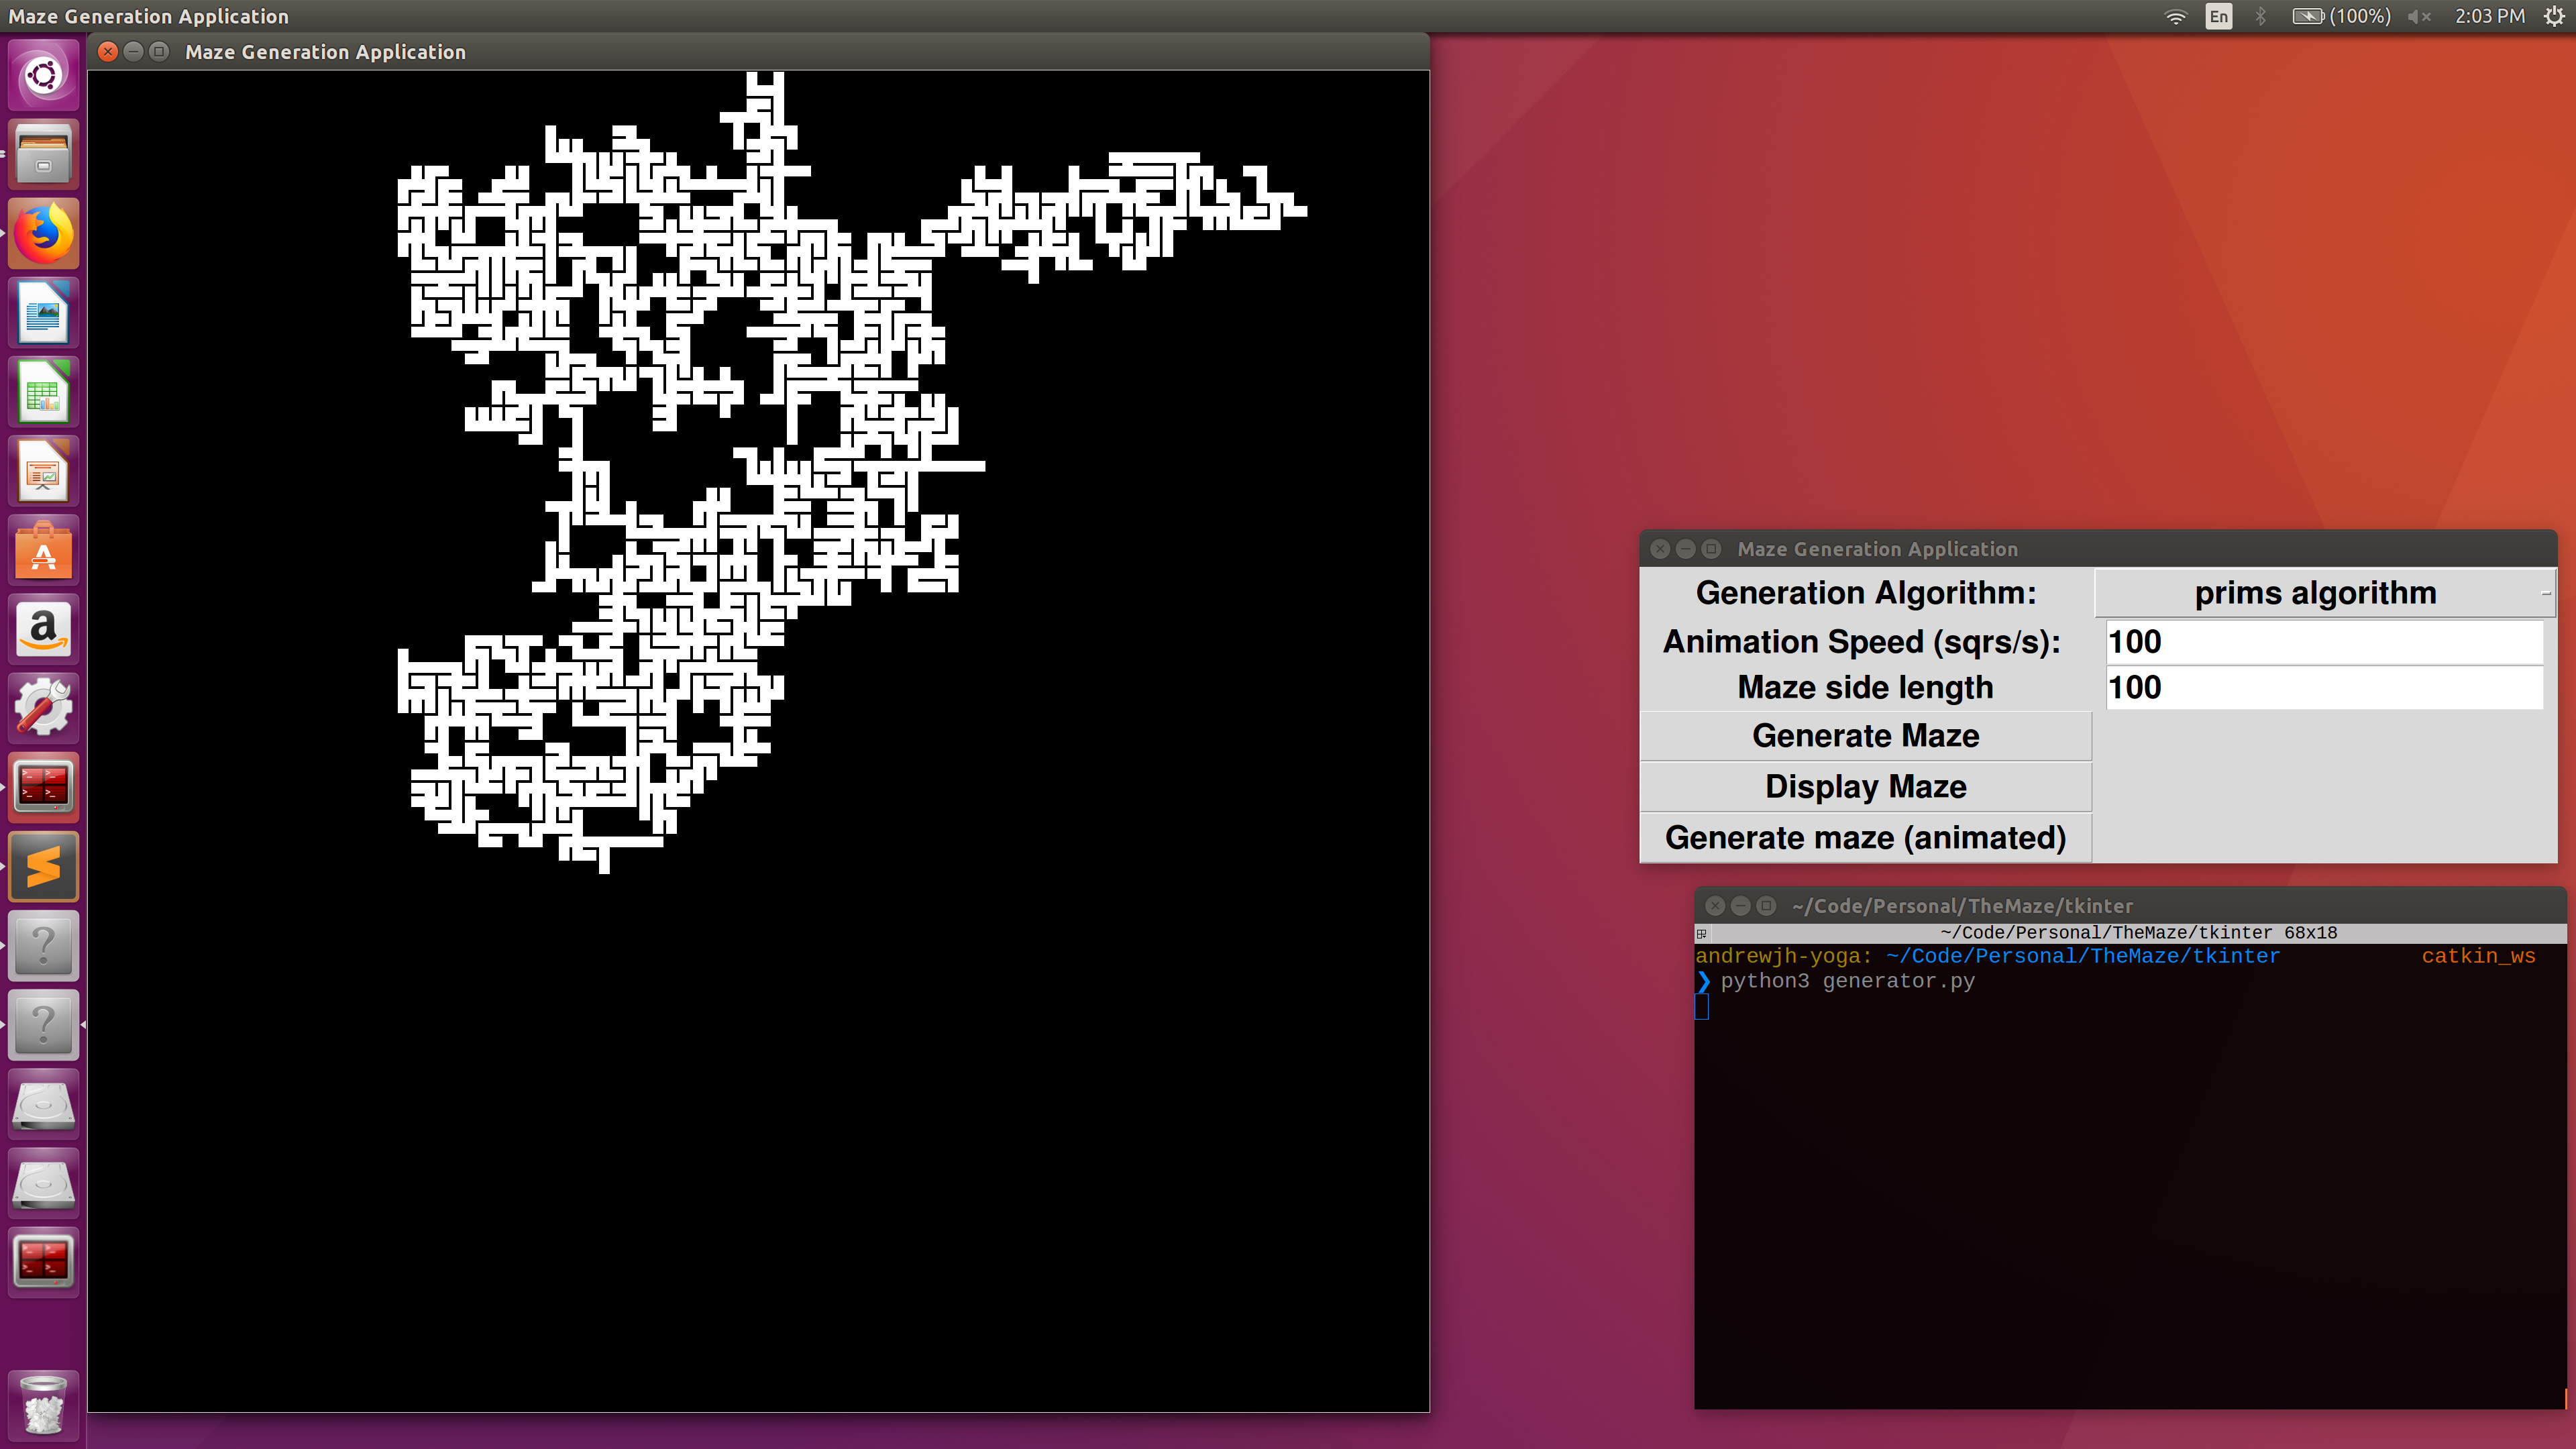 Maze Generation Application
En
(100%)
2:03 PM
Maze Generation Application
Maze Generation Application
Generation Algorithm:
prims algorithm
Animation Speed (sqrs/s):
100
Maze side length
100
Generate Maze
Display Maze
Generate maze (animated)
~/Code/Personal/TheMaze/tkinter
~/Code/Personal/TheMaze/tkinter 68x18
andrewjh-yoga: ~/Code/Personal/TheMaze/tkinter catkin_ws
❯ python3 generator.py